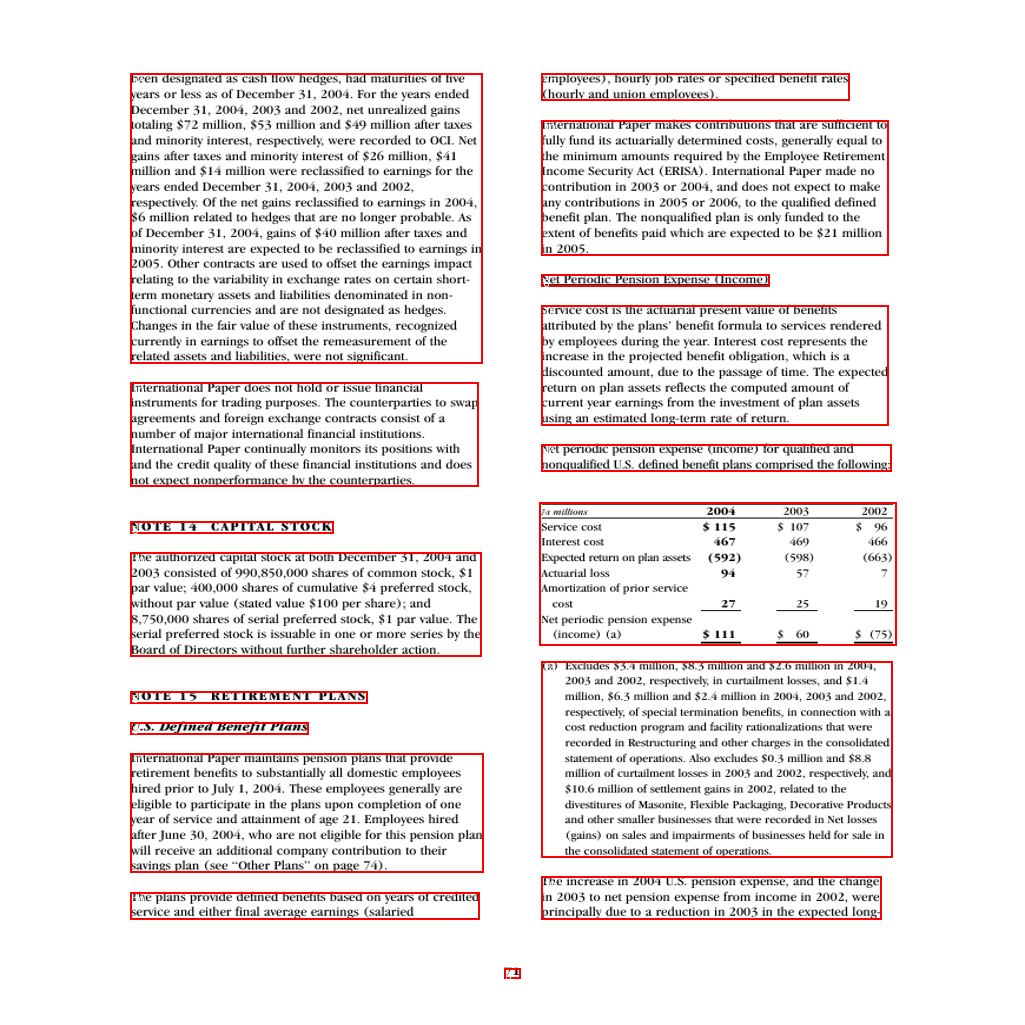 been designated as cash flow hedges, had maturities of five
years or less as of December 31, 2004. For the years ended
December 31, 2004, 2003 and 2002, net unrealized gains
totaling $72 million, $53 million and $49 million after taxes
and minority interest, respectively, were recorded to OCI. Net
gains after taxes and minority interest of $26 million, $41
million and $14 million were reclassified to earnings for the
years ended December 31, 2004, 2003 and 2002,
respectively. Of the net gains reclassified to earnings in 2004,
$6 million related to hedges that are no longer probable. As
of December 31, 2004, gains of $40 million after taxes and
minority interest are expected to be reclassified to earnings in
2005. Other contracts are used to offset the earnings impact
relating to the variability in exchange rates on certain short-
term monetary assets and liabilities denominated in non-
functional currencies and are not designated as hedges.
Changes in the fair value of these instruments, recognized
currently in earnings to offset the remeasurement of the
related assets and liabilities, were not significant.
International Paper does not hold or issue financial
instruments for trading purposes. The counterparties to swap
agreements and foreign exchange contracts consist of a
number of major international financial institutions.
International Paper continually monitors its positions with
and the credit quality of these financial institutions and does
not expect nonperformance by the counterparties.
NOTE 14 CAPITAL STOCK
The authorized capital stock at both December 31, 2004 and
2003 consisted of 990,850,000 shares of common stock, $1
par value; 400,000 shares of cumulative $4 preferred stock,
without par value (stated value $100 per share); and
8,750,000 shares of serial preferred stock, $1 par value. The
serial preferred stock is issuable in one or more series by the
Board of Directors without further shareholder action.
NOTE 15 RETIREMENT PLANS
U.S. Defined Benefit Plans
International Paper maintains pension plans that provide
retirement benefits to substantially all domestic employees
hired prior to July 1, 2004. These employees generally are
eligible to participate in the plans upon completion of one
year of service and attainment of age 21. Employees hired
after June 30, 2004, who are not eligible for this pension plan
will receive an additional company contribution to their
savings plan (see “Other Plans” on page 74).
The plans provide defined benefits based on years of credited
service and either final average earnings (salaried
employees), hourly job rates or specified benefit rates
(hourly and union employees).
International Paper makes contributions that are sufficient to
fully fund its actuarially determined costs, generally equal to
the minimum amounts required by the Employee Retirement
Income Security Act (ERISA). International Paper made no
contribution in 2003 or 2004, and does not expect to make
any contributions in 2005 or 2006, to the qualified defined
benefit plan. The nonqualified plan is only funded to the
extent of benefits paid which are expected to be $21 million
in 2005.
Net Periodic Pension Expense (Income)
Service cost is the actuarial present value of benefits
attributed by the plans’ benefit formula to services rendered
by employees during the year. Interest cost represents the
increase in the projected benefit obligation, which is a
discounted amount, due to the passage of time. The expected
return on plan assets reflects the computed amount of
current year earnings from the investment of plan assets
using an estimated long-term rate of return.
Net periodic pension expense (income) for qualified and
nonqualified U.S. defined benefit plans comprised the following:
In millions 2004 2003 2002
Service cost $ 115 $ 107 $ 96
Interest cost 467 469 466
Expected return on plan assets (592) (598) (663)
Actuarial loss 94 57 7
Amortization of prior service
cost 27 25 19
Net periodic pension expense
(income) (a) $ 111 $ 60 $ (75)
(a) Excludes $3.4 million, $8.3 million and $2.6 million in 2004,
2003 and 2002, respectively, in curtailment losses, and $1.4
million, $6.3 million and $2.4 million in 2004, 2003 and 2002,
respectively, of special termination benefits, in connection with a
cost reduction program and facility rationalizations that were
recorded in Restructuring and other charges in the consolidated
statement of operations. Also excludes $0.3 million and $8.8
million of curtailment losses in 2003 and 2002, respectively, and
$10.6 million of settlement gains in 2002, related to the
divestitures of Masonite, Flexible Packaging, Decorative Products
and other smaller businesses that were recorded in Net losses
(gains) on sales and impairments of businesses held for sale in
the consolidated statement of operations.
The increase in 2004 U.S. pension expense, and the change
in 2003 to net pension expense from income in 2002, were
principally due to a reduction in 2003 in the expected long-
71